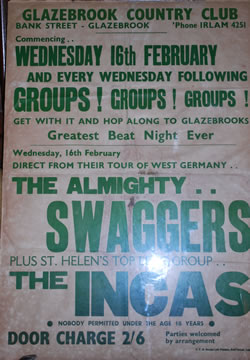 GLAZEBROOK COUNTRY CLUB
BANK STREET - GLAZEBROOK 'Phone IRLAM 4251
Commencing . .
WEDNESDAY 16th FEBRUARY
AND EVERY WEDNESDAY FOLLOWING
GROUPS ! GROUPS ! GROUPS !
GET WITH IT AND HOP ALONG TO GLAZEBROOKS
Greatest Beat Night Ever
Wednesday, 16th February
DIRECT FROM THEIR TOUR OF WEST GERMANY . .
THE ALMIGHTY . .
SWAGGERS
PLUS ST. HELEN'S TOP GROUP . .
THE INCAS
NOBODY PERMITTED UNDER THE AGE 18 YEARS
DOOR CHARGE 2/6 Parties welcomed
by arrangement